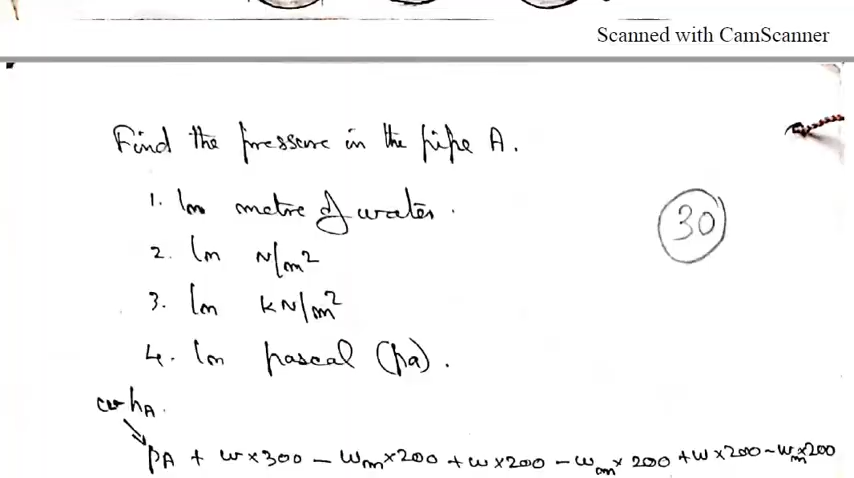 Scanned with CamScanner
Find the pressure in the pipe A.
1. In metre of water.
30
2. In N/m²
3. In KN/m²
4. In pascal (Pa).
whA.
PA + w×300 – wm×200 + w×200 – wm×200 + w×200 – wm×200